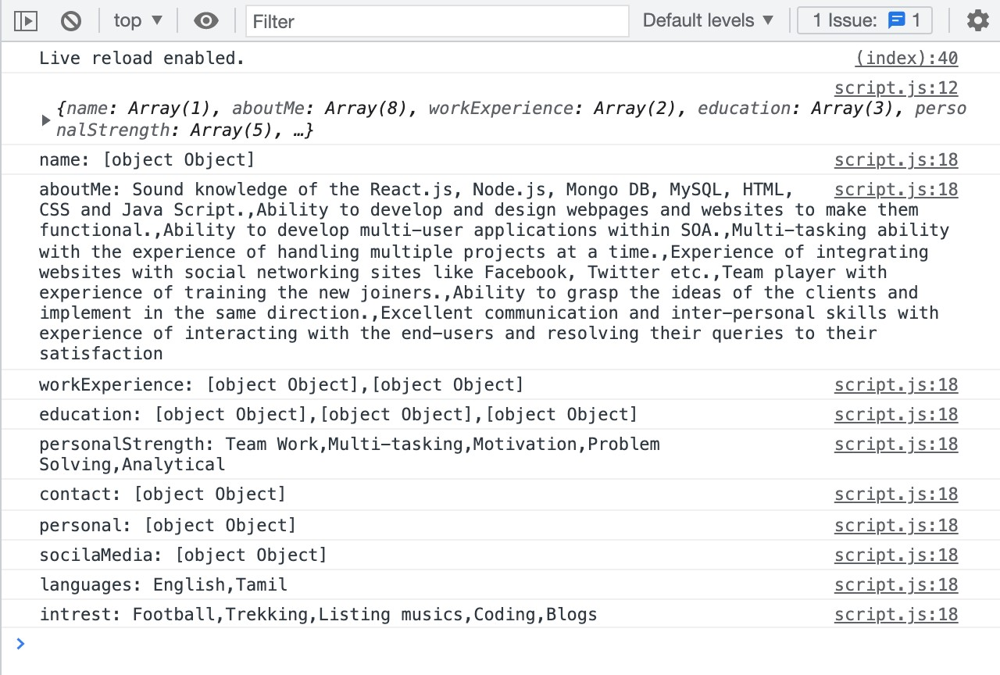 top ▼ Filter Default levels ▼ 1 Issue: 1
Live reload enabled. (index):40
script.js:12
{name: Array(1), aboutMe: Array(8), workExperience: Array(2), education: Array(3), perso
nalStrength: Array(5), …}
name: [object Object] script.js:18
aboutMe: Sound knowledge of the React.js, Node.js, Mongo DB, MySQL, HTML, script.js:18
CSS and Java Script.,Ability to develop and design webpages and websites to make them
functional.,Ability to develop multi-user applications within SOA.,Multi-tasking ability
with the experience of handling multiple projects at a time.,Experience of integrating
websites with social networking sites like Facebook, Twitter etc.,Team player with
experience of training the new joiners.,Ability to grasp the ideas of the clients and
implement in the same direction.,Excellent communication and inter-personal skills with
experience of interacting with the end-users and resolving their queries to their
satisfaction
workExperience: [object Object],[object Object] script.js:18
education: [object Object],[object Object],[object Object] script.js:18
personalStrength: Team Work,Multi-tasking,Motivation,Problem script.js:18
Solving,Analytical
contact: [object Object] script.js:18
personal: [object Object] script.js:18
socilaMedia: [object Object] script.js:18
languages: English,Tamil script.js:18
intrest: Football,Trekking,Listing musics,Coding,Blogs script.js:18